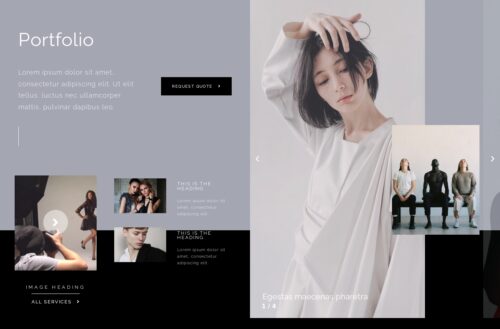 Portfolio
Lorem ipsum dolor sit amet,
consectetur adipiscing elit. Ut elit
tellus, luctus nec ullamcorper
mattis, pulvinar dapibus leo.
REQUEST QUOTE
THIS IS THE
HEADING
Lorem ipsum dolor sit
consectetur
adipiscing elit
THIS IS THE
HEADING
Lorem ipsum dolor sit
consectetur
adipiscing elit
IMAGE HEADING
ALL SERVICES
Egestas maecenas pharetra
1 / 4